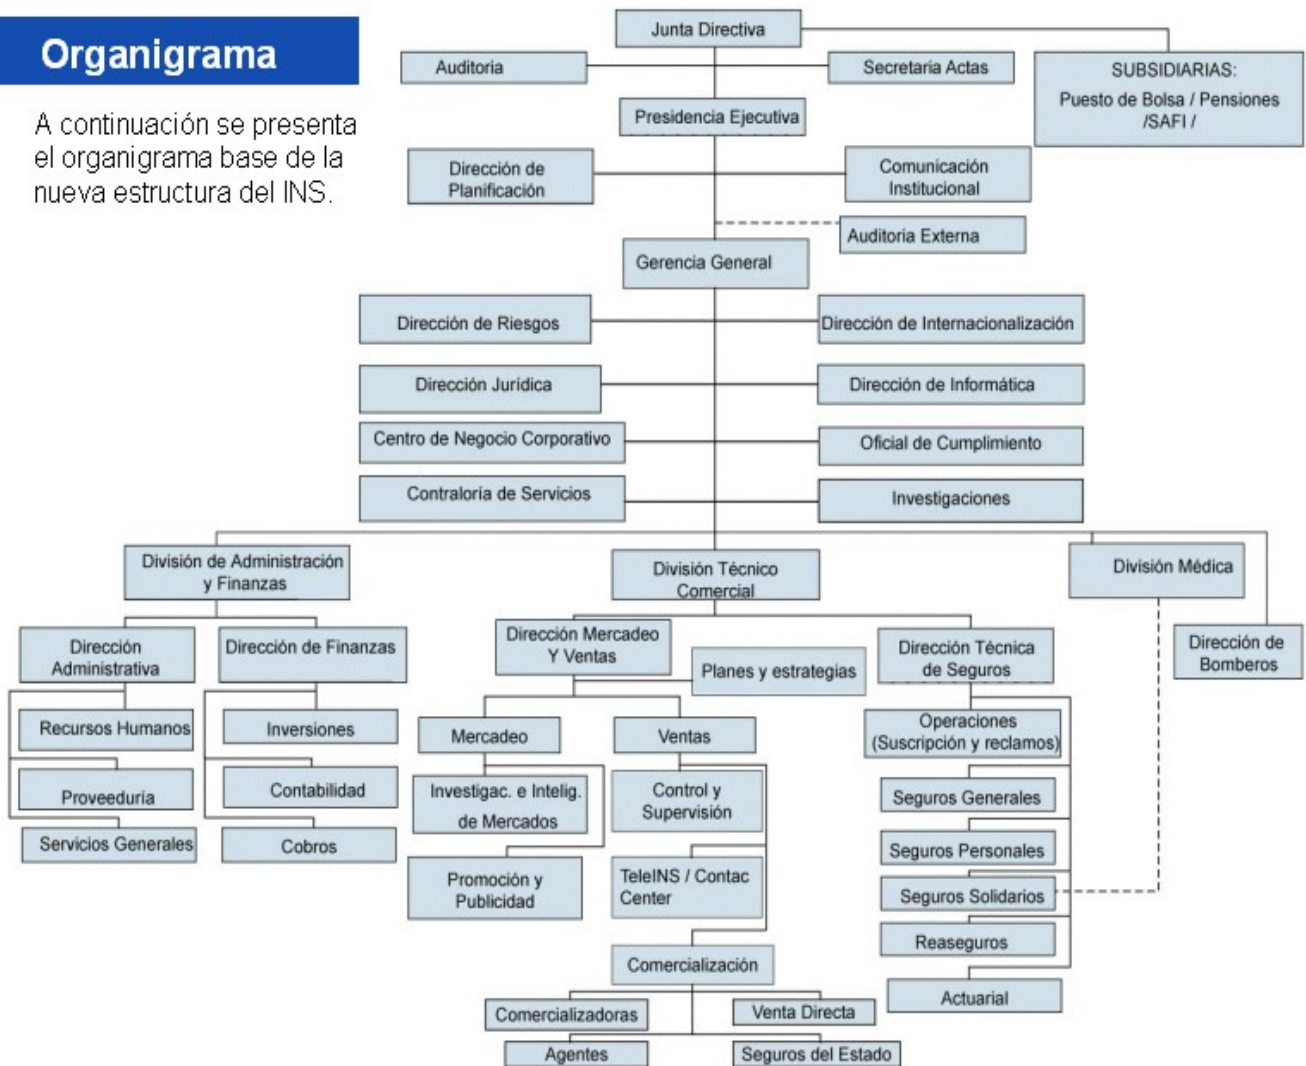 Organigrama
A continuación se presenta
el organigrama base de la
nueva estructura del INS.
Junta Directiva
Auditoria
Secretaria Actas
SUBSIDIARIAS:
Puesto de Bolsa / Pensiones
/SAFI /
Presidencia Ejecutiva
Dirección de
Planificación
Comunicación
Institucional
Auditoria Externa
Gerencia General
Dirección de Riesgos
Dirección de Internacionalización
Dirección Jurídica
Dirección de Informática
Centro de Negocio Corporativo
Oficial de Cumplimiento
Contraloría de Servicios
Investigaciones
División de Administración
y Finanzas
División Técnico
Comercial
División Médica
Dirección
Administrativa
Dirección de Finanzas
Dirección Mercadeo
Y Ventas
Planes y estrategias
Dirección Técnica
de Seguros
Dirección de
Bomberos
Recursos Humanos
Inversiones
Mercadeo
Ventas
Operaciones
(Suscripción y reclamos)
Proveeduría
Contabilidad
Investigac. e Intelig.
de Mercados
Control y
Supervisión
Seguros Generales
Servicios Generales
Cobros
Seguros Personales
Promoción y
Publicidad
TeleINS / Contac
Center
Seguros Solidarios
Reaseguros
Comercialización
Actuarial
Comercializadoras
Venta Directa
Agentes
Seguros del Estado